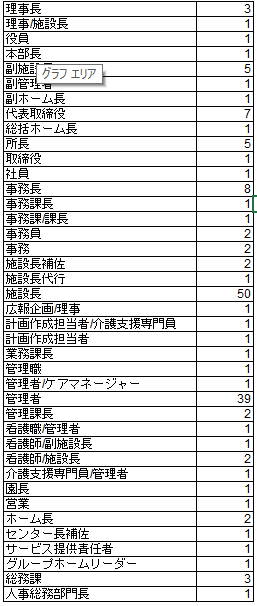 理事長 3
理事/施設長 1
役員 1
本部長 1
副施設長 5
グラフ エリア
副管理者 1
副ホーム長 1
代表取締役 7
総括ホーム長 1
所長 5
取締役 1
社員 1
事務長 8
事務課長 1
事務課/課長 1
事務員 2
事務 2
施設長補佐 2
施設長代行 1
施設長 50
広報企画/理事 1
計画作成担当者/介護支援専門員 1
計画作成担当者 1
業務課長 1
管理職 1
管理者/ケアマネージャー 1
管理者 39
管理課長 2
看護職/管理者 1
看護師/副施設長 1
看護師/施設長 2
介護支援専門員/管理者 1
園長 1
営業 1
ホーム長 2
センター長補佐 1
サービス提供責任者 1
グループホームリーダー 1
総務課 3
人事総務部門長 1